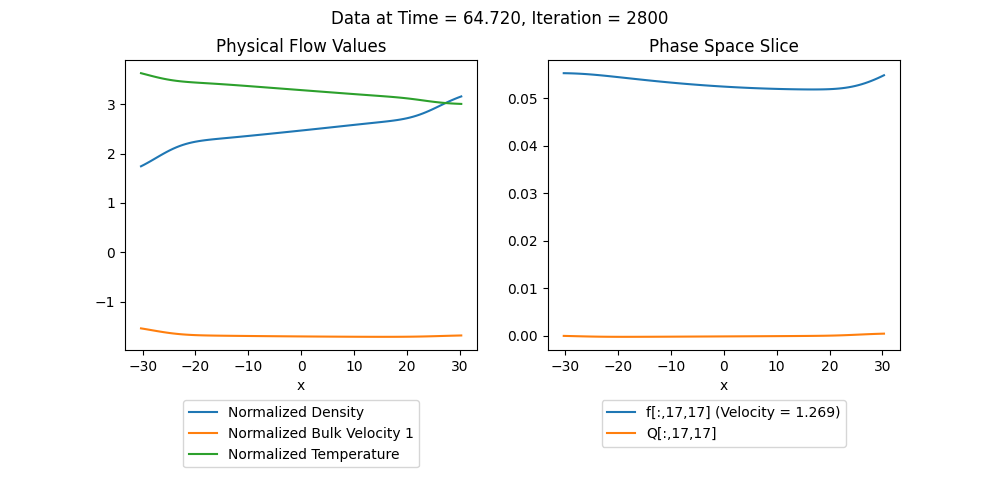 Data at Time = 64.720, Iteration = 2800
Physical Flow Values
3
2
1
0
−1
−30
−20
−10
0
10
20
30
x
Normalized Density
Normalized Bulk Velocity 1
Normalized Temperature
Phase Space Slice
0.05
0.04
0.03
0.02
0.01
0.00
−30
−20
−10
0
10
20
30
x
f[:,17,17] (Velocity = 1.269)
Q[:,17,17]